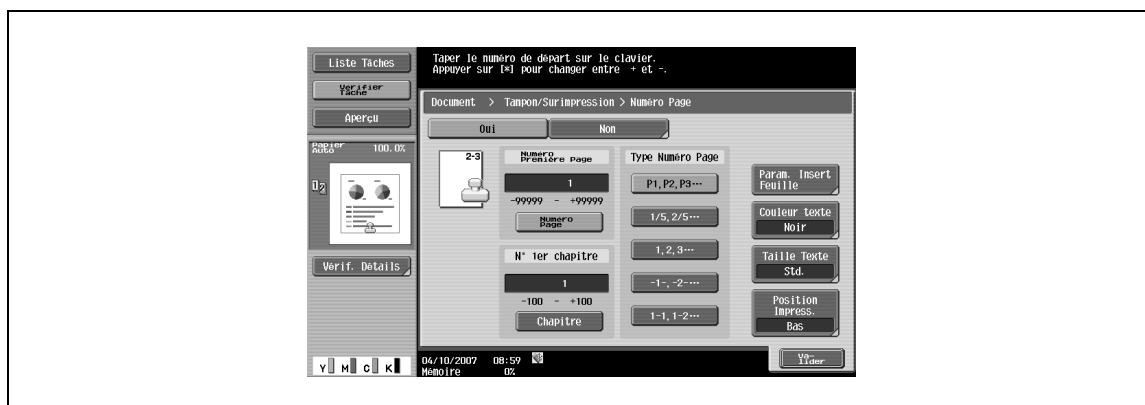 Liste Tâches
Vérifier
Tâche
Aperçu
Papier
Auto
100.0%
Vérif. Détails
Y M C K
Taper le numéro de départ sur le clavier.
Appuyer sur [*] pour changer entre + et -.
Document > Tampon/Surimpression > Numéro Page
Oui
Non
2-3
Numéro
Première Page
1
-99999 - +99999
Numéro
Page
N° 1er chapitre
1
-100 - +100
Chapitre
Type Numéro Page
P1, P2, P3···
1/5, 2/5···
1, 2, 3···
-1-, -2-···
1-1, 1-2···
Param. Insert
Feuille
Couleur texte
Noir
Taille Texte
Std.
Position
Impress.
Bas
04/10/2007 08:59
Mémoire 0%
Va-
lider